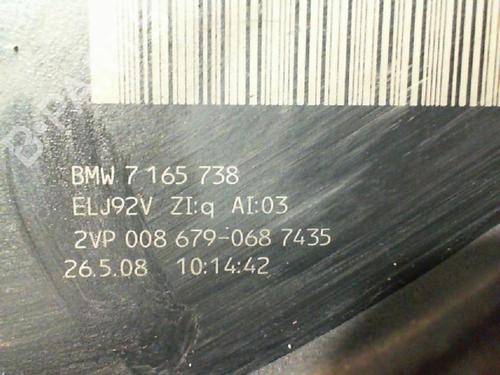 BMW 7 165 738
ELJ92V ZI:q AI:03
2VP 008 679-068 7435
26.5.08 10:14:42